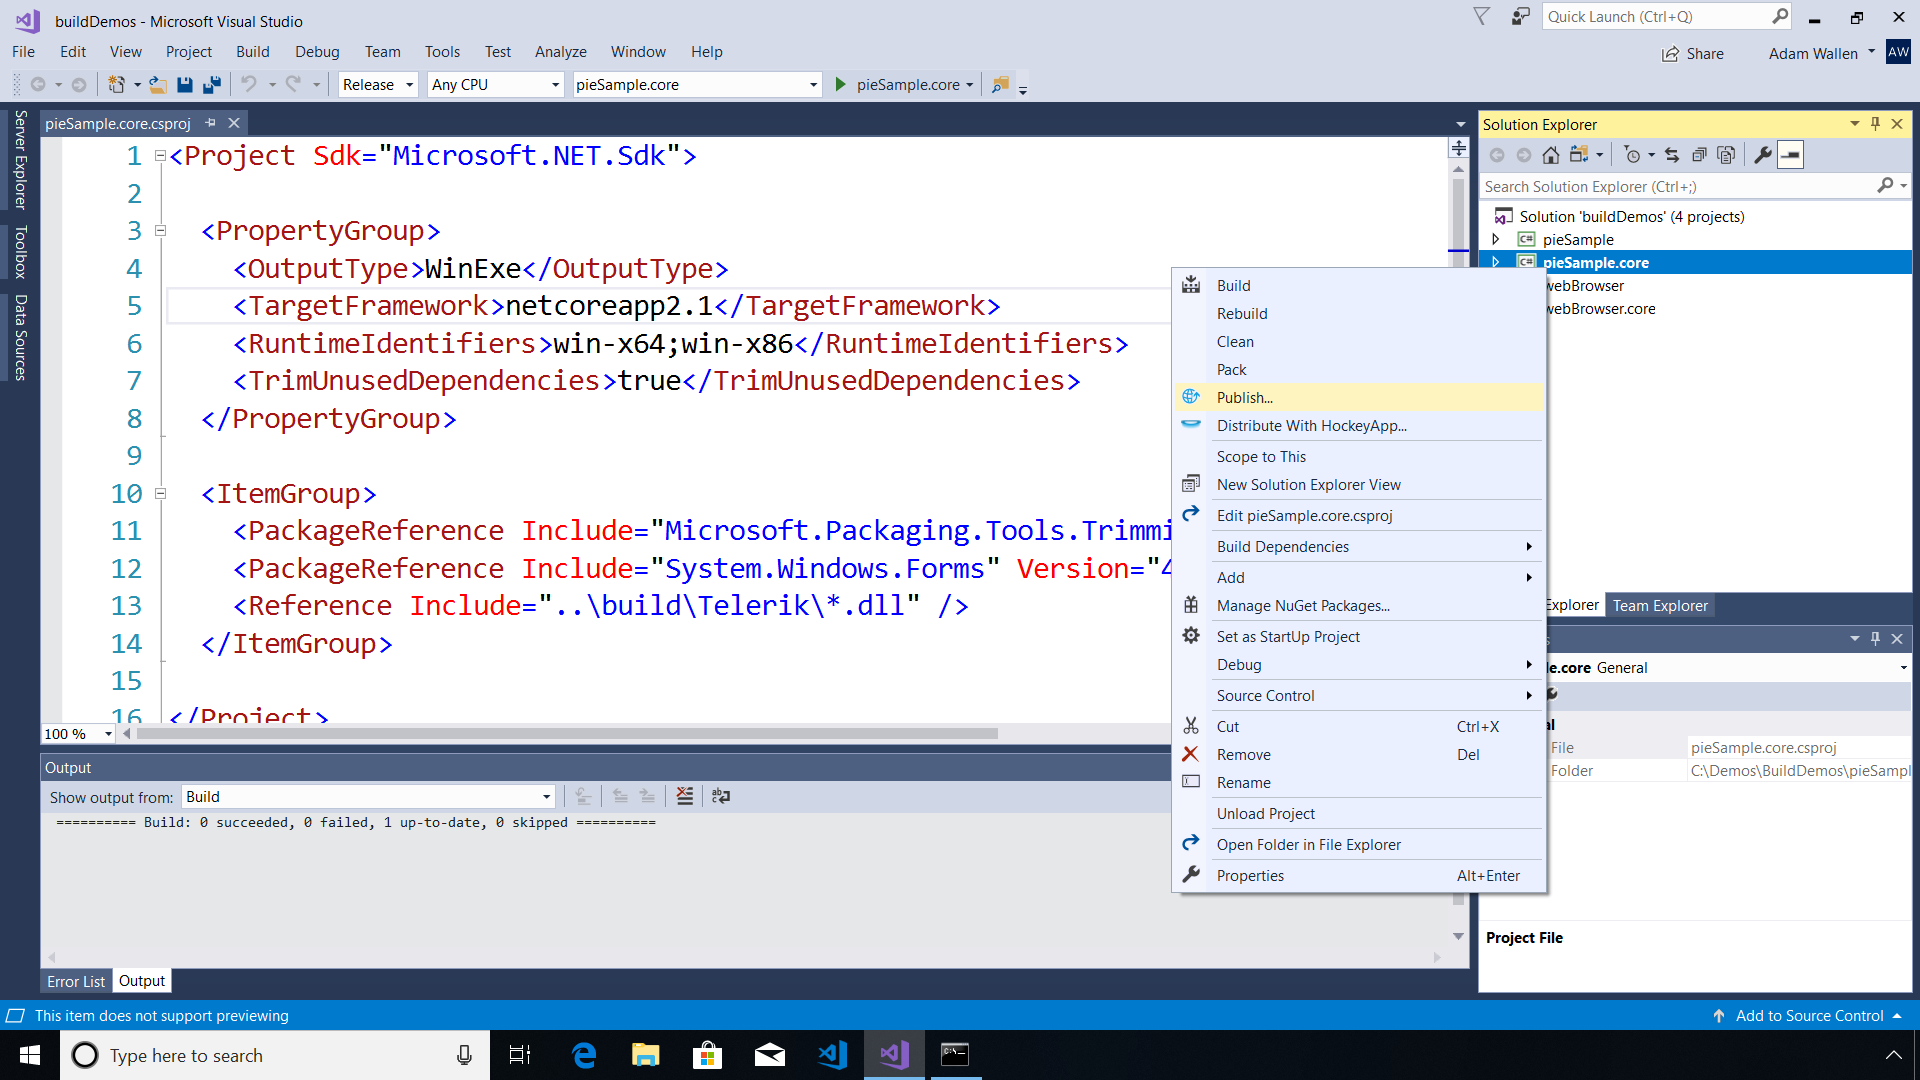 buildDemos - Microsoft Visual Studio
Quick Launch (Ctrl+Q)
File Edit View Project Build Debug Team Tools Test Analyze Window Help
Share Adam Wallen AW
Release Any CPU pieSample.core pieSample.core
Server Explorer
Toolbox
Data Sources
pieSample.core.csproj
1 <Project Sdk="Microsoft.NET.Sdk">
2
3 <PropertyGroup>
4 <OutputType>WinExe</OutputType>
5 <TargetFramework>netcoreapp2.1</TargetFramework>
6 <RuntimeIdentifiers>win-x64;win-x86</RuntimeIdentifiers>
7 <TrimUnusedDependencies>true</TrimUnusedDependencies>
8 </PropertyGroup>
9
10 <ItemGroup>
11 <PackageReference Include="Microsoft.Packaging.Tools.Trimmi
12 <PackageReference Include="System.Windows.Forms" Version="4
13 <Reference Include="..\build\Telerik\*.dll" />
14 </ItemGroup>
15
16 </Project>
100 %
Output
Show output from: Build
========== Build: 0 succeeded, 0 failed, 1 up-to-date, 0 skipped ==========
Error List Output
Build
Rebuild
Clean
Pack
Publish...
Distribute With HockeyApp...
Scope to This
New Solution Explorer View
Edit pieSample.core.csproj
Build Dependencies
Add
Manage NuGet Packages...
Set as StartUp Project
Debug
Source Control
Cut Ctrl+X
Remove Del
Rename
Unload Project
Open Folder in File Explorer
Properties Alt+Enter
Solution Explorer
Search Solution Explorer (Ctrl+;)
Solution 'buildDemos' (4 projects)
C# pieSample
C# pieSample.core
webBrowser
webBrowser.core
Explorer Team Explorer
s
le.core General
al
File pieSample.core.csproj
Folder C:\Demos\BuildDemos\pieSampl
Project File
This item does not support previewing
Add to Source Control
Type here to search
C:\_